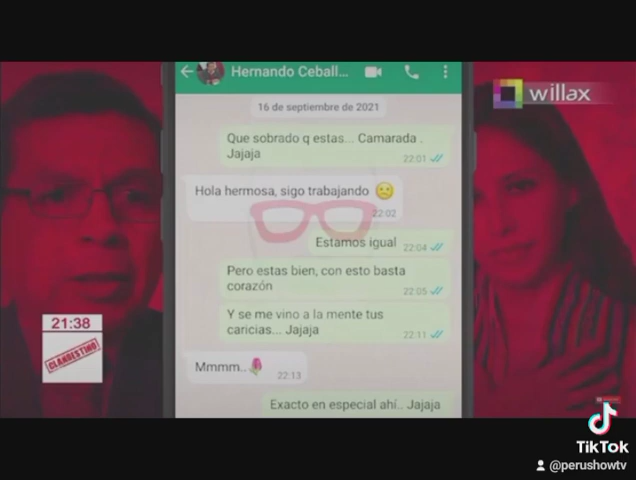 Hernando Ceball...
16 de septiembre de 2021
willax
Que sobrado q estas... Camarada .
Jajaja
22:01
Hola hermosa, sigo trabajando ☹️
22:02
Estamos igual
22:04
Pero estas bien, con esto basta
corazón
22:05
Y se me vino a la mente tus
caricias... Jajaja
22:11
Mmmm..🌷
22:13
Exacto en especial ahí.. Jajaja
21:38
CLANDESTINO
TikTok
@perushowtv